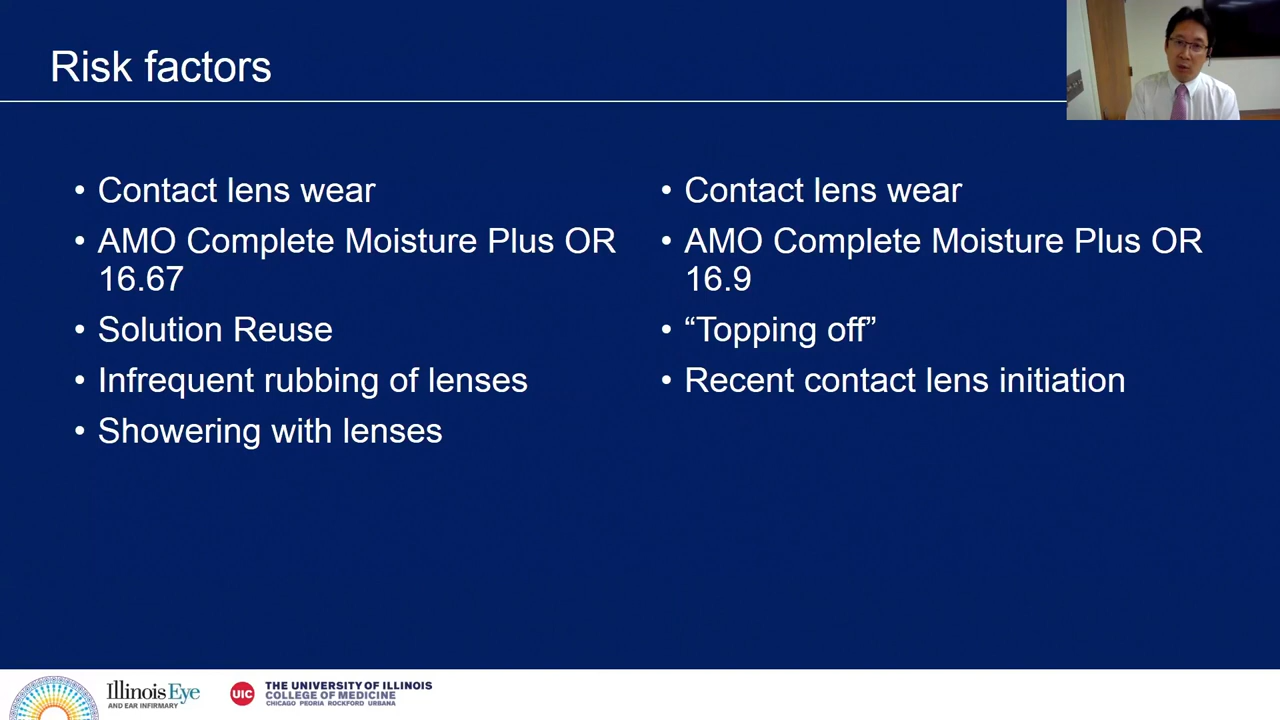 Risk factors
• Contact lens wear
• AMO Complete Moisture Plus OR
16.67
• Solution Reuse
• Infrequent rubbing of lenses
• Showering with lenses
• Contact lens wear
• AMO Complete Moisture Plus OR
16.9
• “Topping off”
• Recent contact lens initiation
Illinois Eye
AND EAR INFIRMARY
UIC
THE UNIVERSITY OF ILLINOIS
COLLEGE OF MEDICINE
CHICAGO PEORIA ROCKFORD URBANA